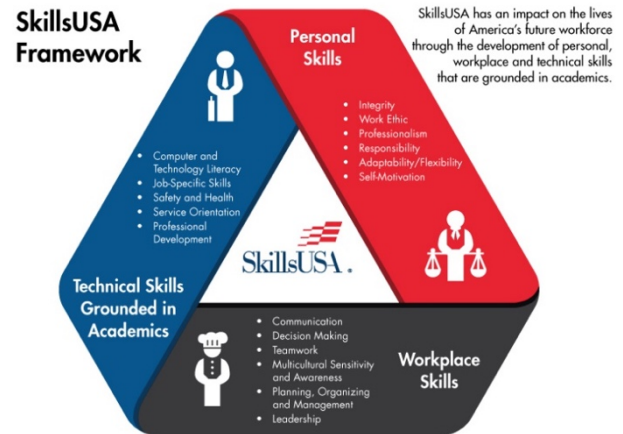 SkillsUSA
Framework
SkillsUSA has an impact on the lives
of America's future workforce
through the development of personal,
workplace and technical skills
that are grounded in academics.
Personal
Skills
• Integrity
• Work Ethic
• Professionalism
• Responsibility
• Adaptability/Flexibility
• Self-Motivation
• Computer and
Technology Literacy
• Job-Specific Skills
• Safety and Health
• Service Orientation
• Professional
Development
Technical Skills
Grounded in
Academics
SkillsUSA.
• Communication
• Decision Making
• Teamwork
• Multicultural Sensitivity
and Awareness
• Planning, Organizing
and Management
• Leadership
Workplace
Skills